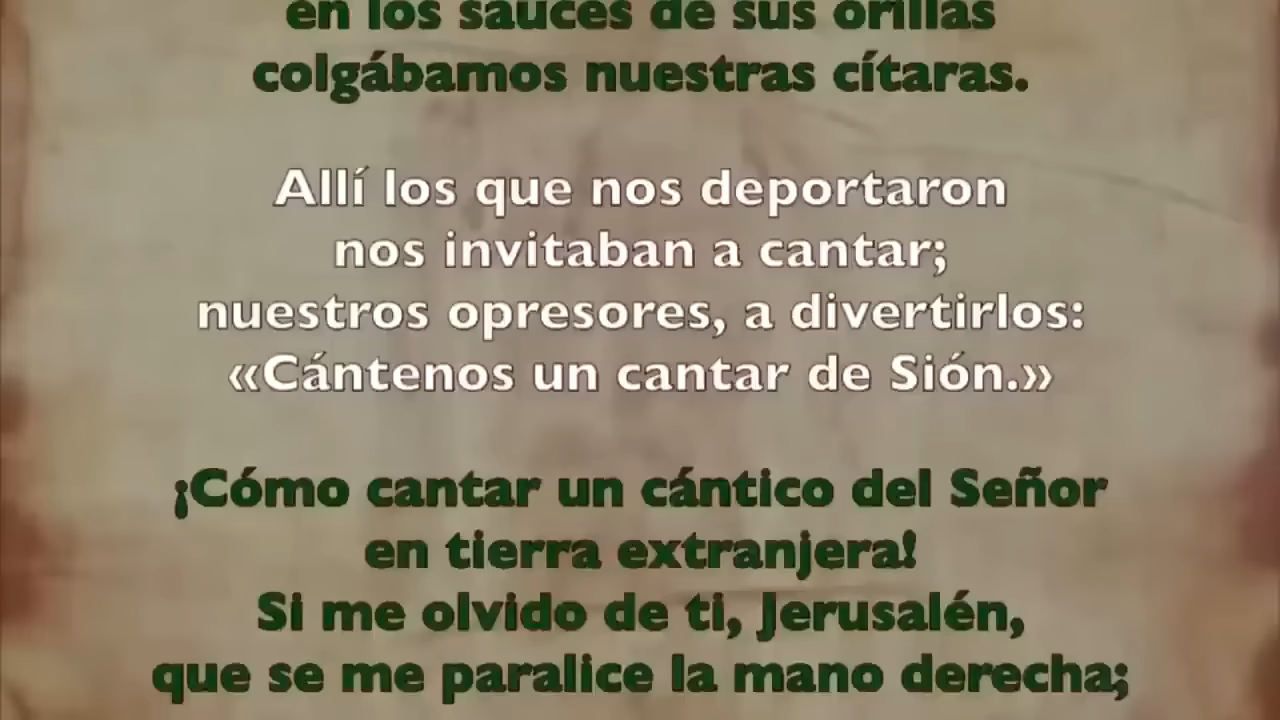 en los sauces de sus orillas
colgábamos nuestras cítaras.
Allí los que nos deportaron
nos invitaban a cantar;
nuestros opresores, a divertirlos:
«Cántenos un cantar de Sión.»
¡Cómo cantar un cántico del Señor
en tierra extranjera!
Si me olvido de ti, Jerusalén,
que se me paralice la mano derecha;